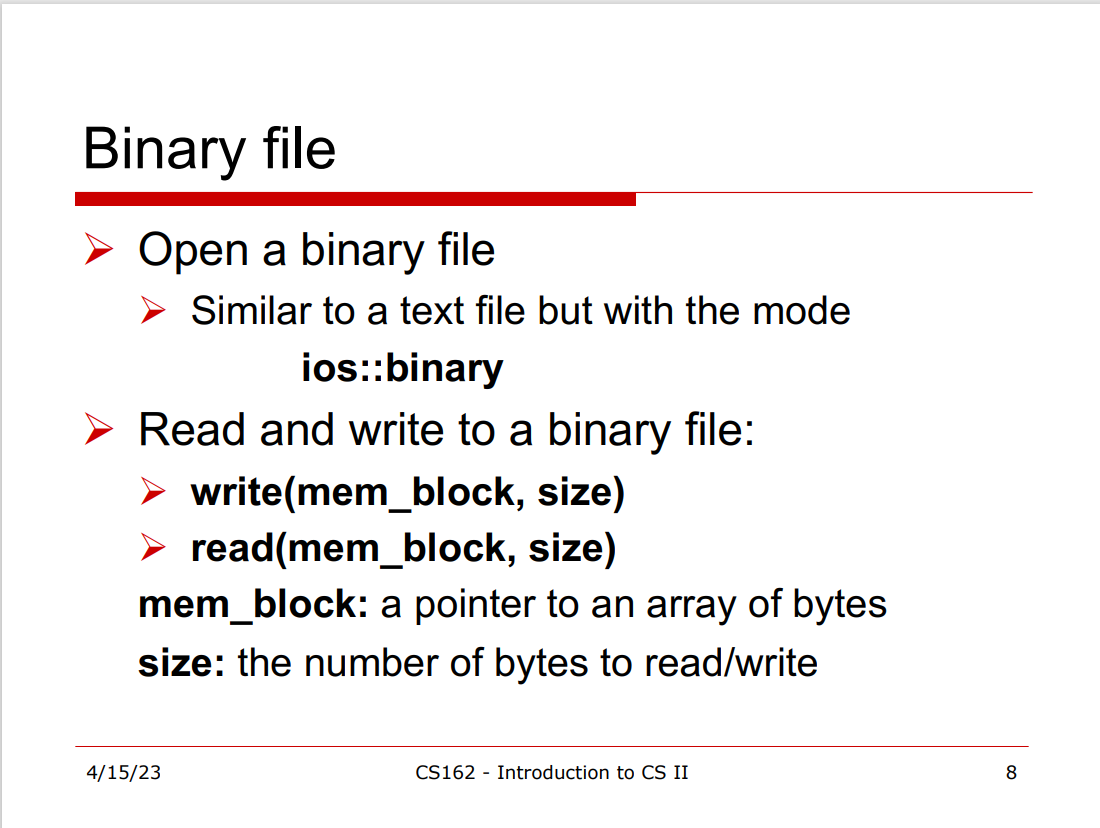 Binary file
Open a binary file
Similar to a text file but with the mode
ios::binary
Read and write to a binary file:
write(mem_block, size)
read(mem_block, size)
mem_block: a pointer to an array of bytes
size: the number of bytes to read/write
4/15/23 CS162 - Introduction to CS II 8